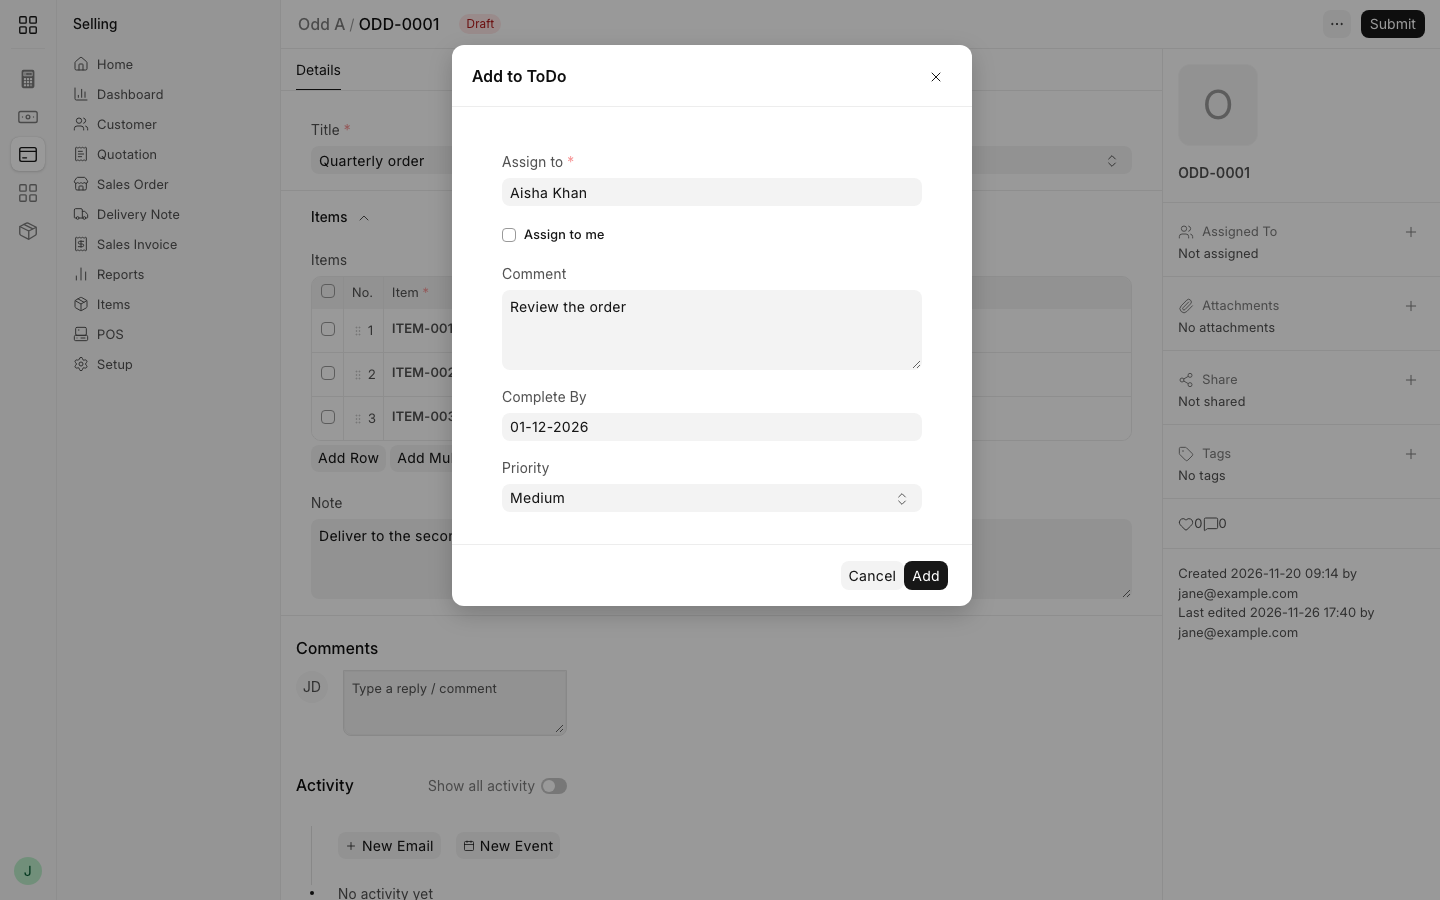 Selling
Home
Dashboard
Customer
Quotation
Sales Order
Delivery Note
Sales Invoice
Reports
Items
POS
Setup
J
Odd A / ODD-0001
Draft
Submit
Details
Title *
Quarterly order
Items
Items
No. Item *
1 ITEM-001
2 ITEM-002
3 ITEM-003
Add Row
Note
Comments
JD
Type a reply / comment
Activity
Show all activity
New Email
New Event
No activity yet
Add to ToDo
Assign to *
Aisha Khan
Assign to me
Comment
Review the order
Complete By
01-12-2026
Priority
Medium
Cancel
Add
O
ODD-0001
Assigned To
Not assigned
Attachments
No attachments
Share
Not shared
Tags
No tags
0 0
Created 2026-11-20 09:14 by
jane@example.com
Last edited 2026-11-26 17:40 by
jane@example.com